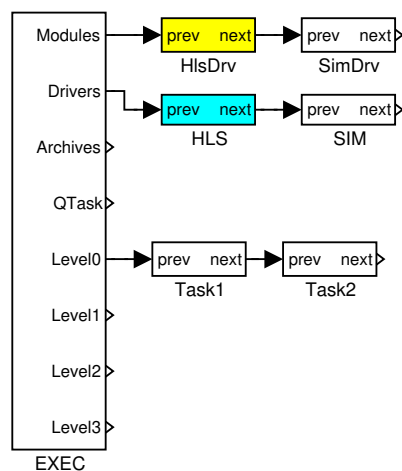 Modules
prev next
prev next
HlsDrv
SimDrv
Drivers
prev next
prev next
HLS
SIM
Archives
QTask
Level0
prev next
prev next
Task1
Task2
Level1
Level2
Level3
EXEC